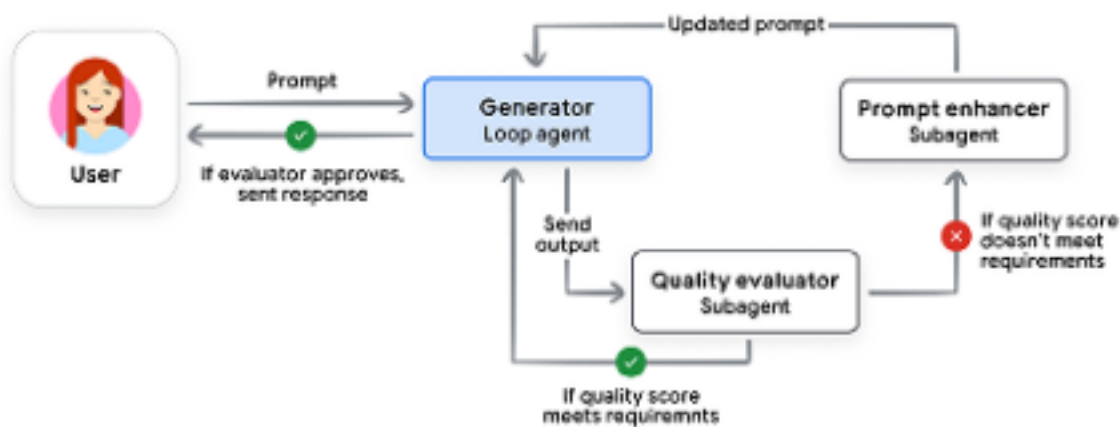 Updated prompt
Prompt
Generator
Loop agent
Prompt enhancer
Subagent
User
If evaluator approves,
sent response
Send
output
If quality score
doesn't meet
requirements
Quality evaluator
Subagent
If quality score
meets requiremnts